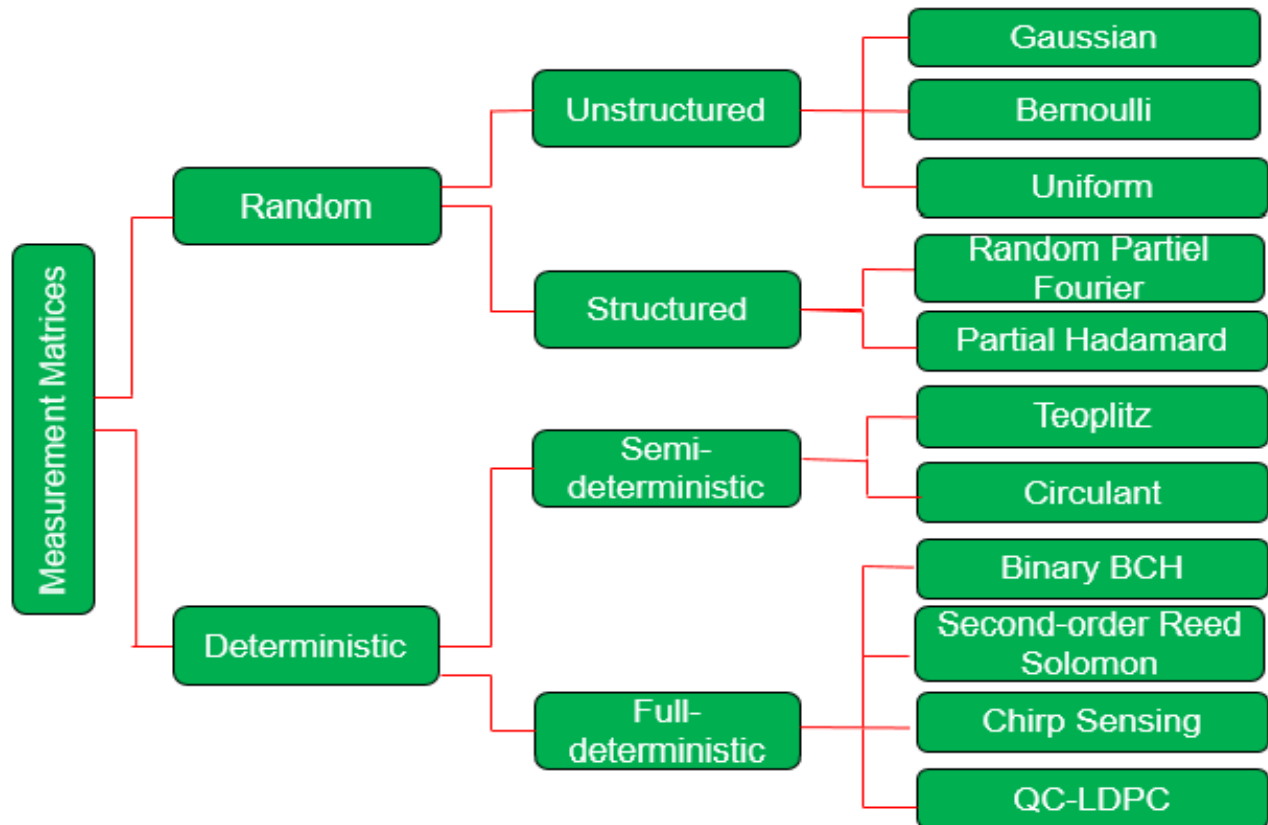 Measurement Matrices
Random
Deterministic
Unstructured
Structured
Semi-
deterministic
Full-
deterministic
Gaussian
Bernoulli
Uniform
Random Partiel
Fourier
Partial Hadamard
Teoplitz
Circulant
Binary BCH
Second-order Reed
Solomon
Chirp Sensing
QC-LDPC